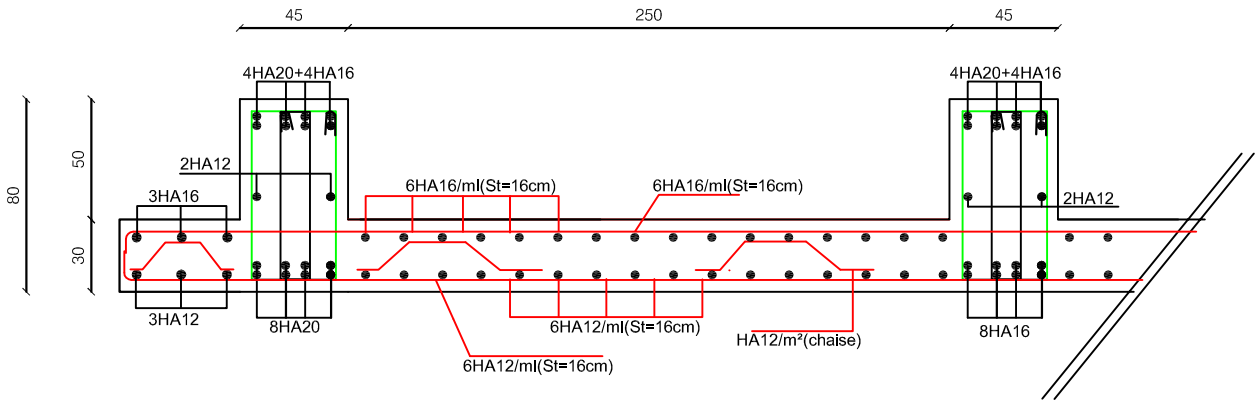 45
250
45
4HA20+4HA16
4HA20+4HA16
80
50
30
2HA12
3HA16
6HA16/ml(St=16cm)
6HA16/ml(St=16cm)
2HA12
3HA12
8HA20
6HA12/ml(St=16cm)
HA12/m²(chaise)
8HA16
6HA12/ml(St=16cm)